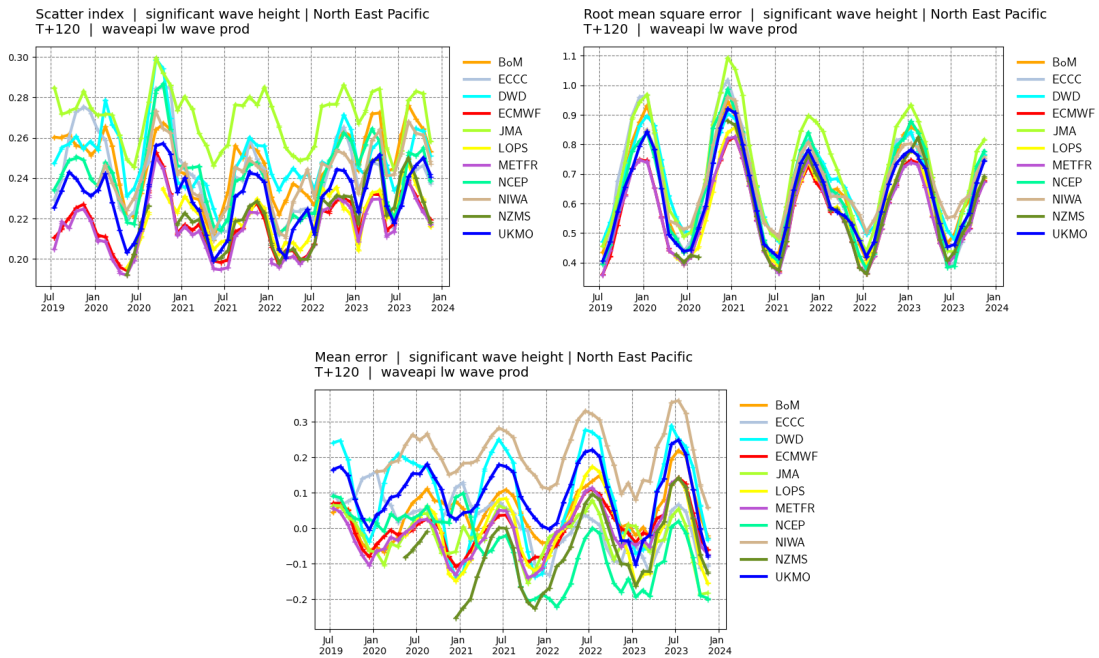 Scatter index | significant wave height | North East Pacific
T+120 | waveapi lw wave prod
0.30
0.28
0.26
0.24
0.22
0.20
Jul 2019
Jan 2020
Jul 2020
Jan 2021
Jul 2021
Jan 2022
Jul 2022
Jan 2023
Jul 2023
Jan 2024
BoM
ECCC
DWD
ECMWF
JMA
LOPS
METFR
NCEP
NIWA
NZMS
UKMO
Root mean square error | significant wave height | North East Pacific
T+120 | waveapi lw wave prod
1.1
1.0
0.9
0.8
0.7
0.6
0.5
0.4
Jul 2019
Jan 2020
Jul 2020
Jan 2021
Jul 2021
Jan 2022
Jul 2022
Jan 2023
Jul 2023
Jan 2024
BoM
ECCC
DWD
ECMWF
JMA
LOPS
METFR
NCEP
NIWA
NZMS
UKMO
Mean error | significant wave height | North East Pacific
T+120 | waveapi lw wave prod
0.3
0.2
0.1
0.0
−0.1
−0.2
Jul 2019
Jan 2020
Jul 2020
Jan 2021
Jul 2021
Jan 2022
Jul 2022
Jan 2023
Jul 2023
Jan 2024
BoM
ECCC
DWD
ECMWF
JMA
LOPS
METFR
NCEP
NIWA
NZMS
UKMO